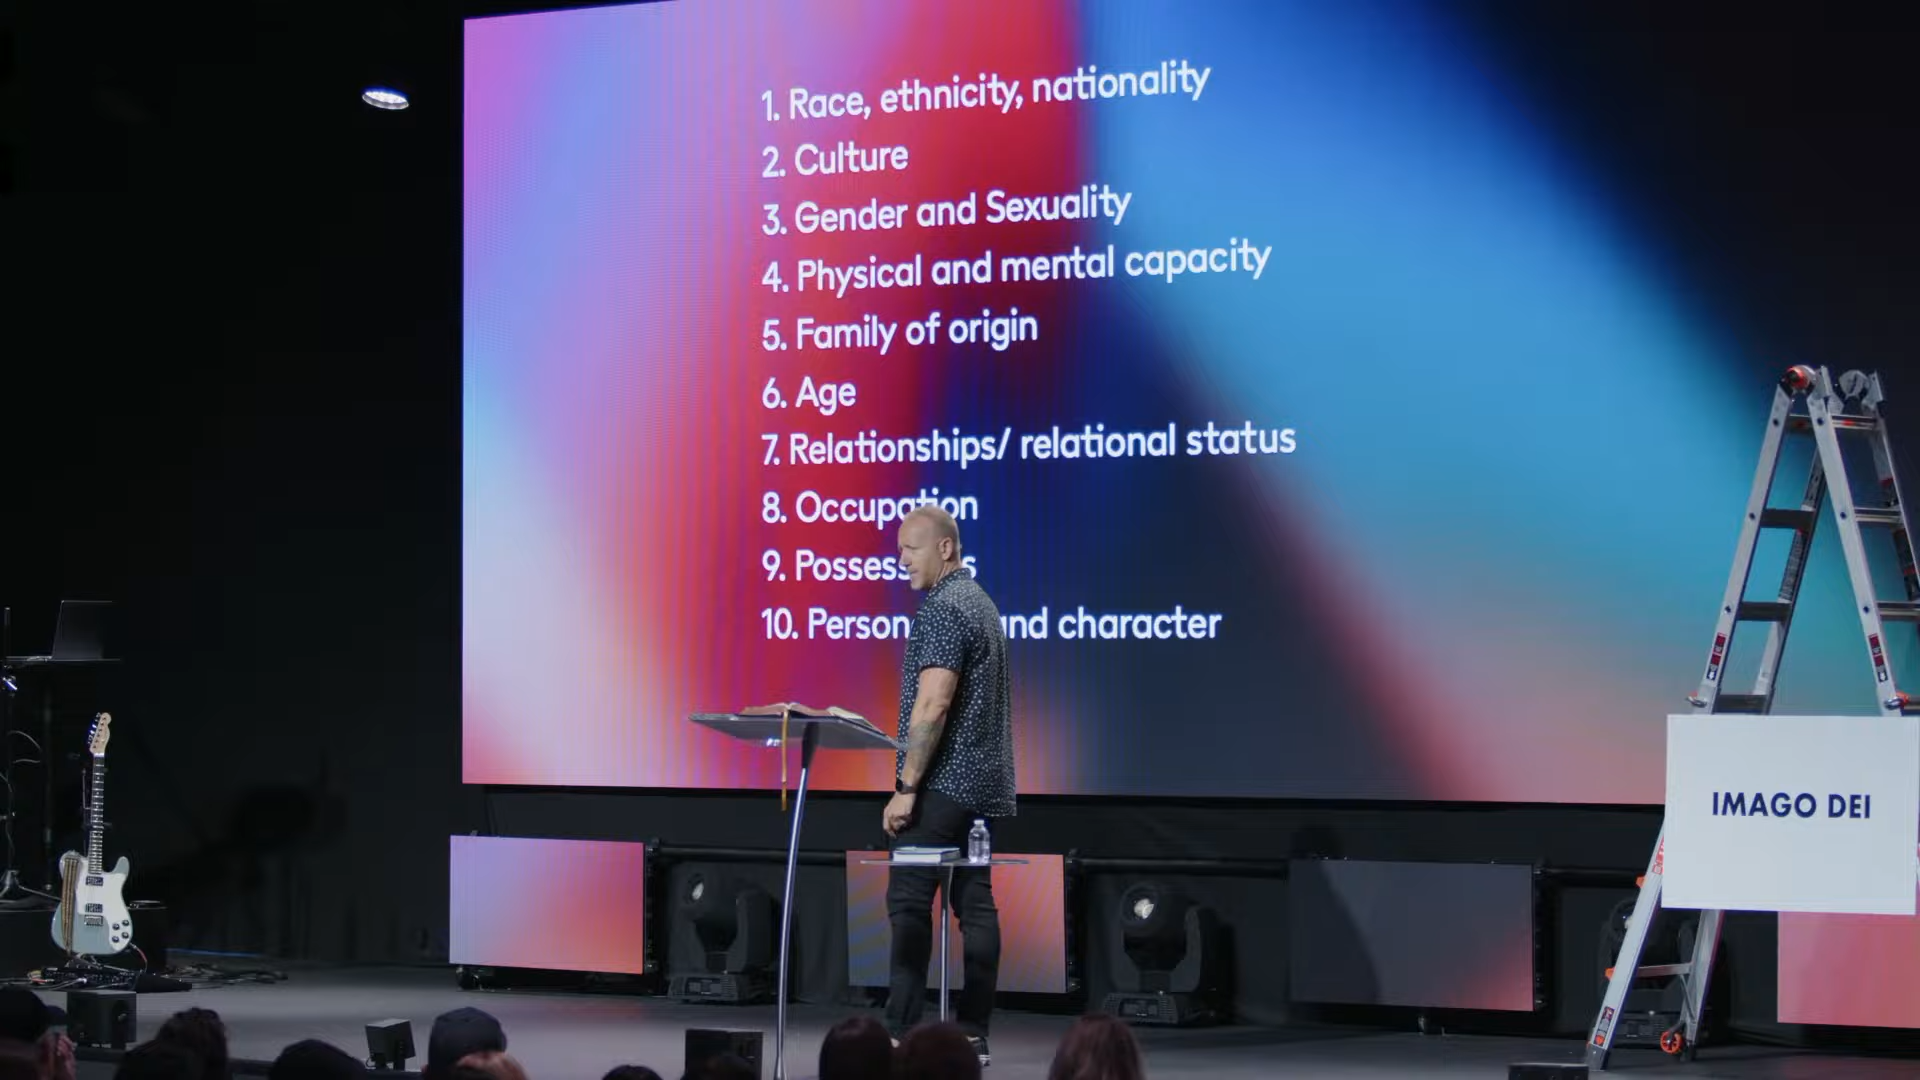 1. Race, ethnicity, nationality
2. Culture
3. Gender and Sexuality
4. Physical and mental capacity
5. Family of origin
6. Age
7. Relationships/ relational status
8. Occupation
9.
10. and character
IMAGO DEI